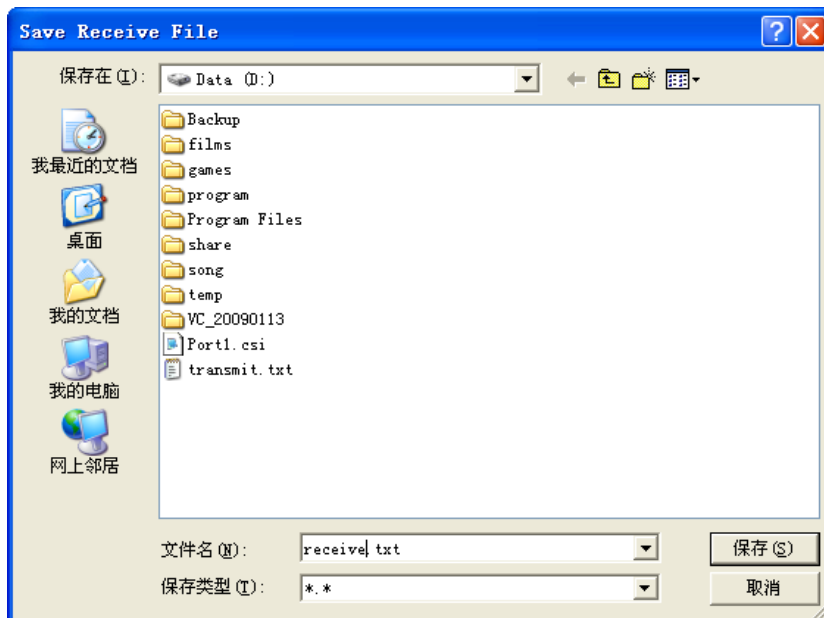 Save Receive File
保存在(I):
Data (D:)
我最近的文档
桌面
我的文档
我的电脑
网上邻居
Backup
films
games
program
Program Files
share
song
temp
VC_20090113
Port1.csi
transmit.txt
文件名(N):
receive.txt
保存(S)
保存类型(T):
*.*
取消